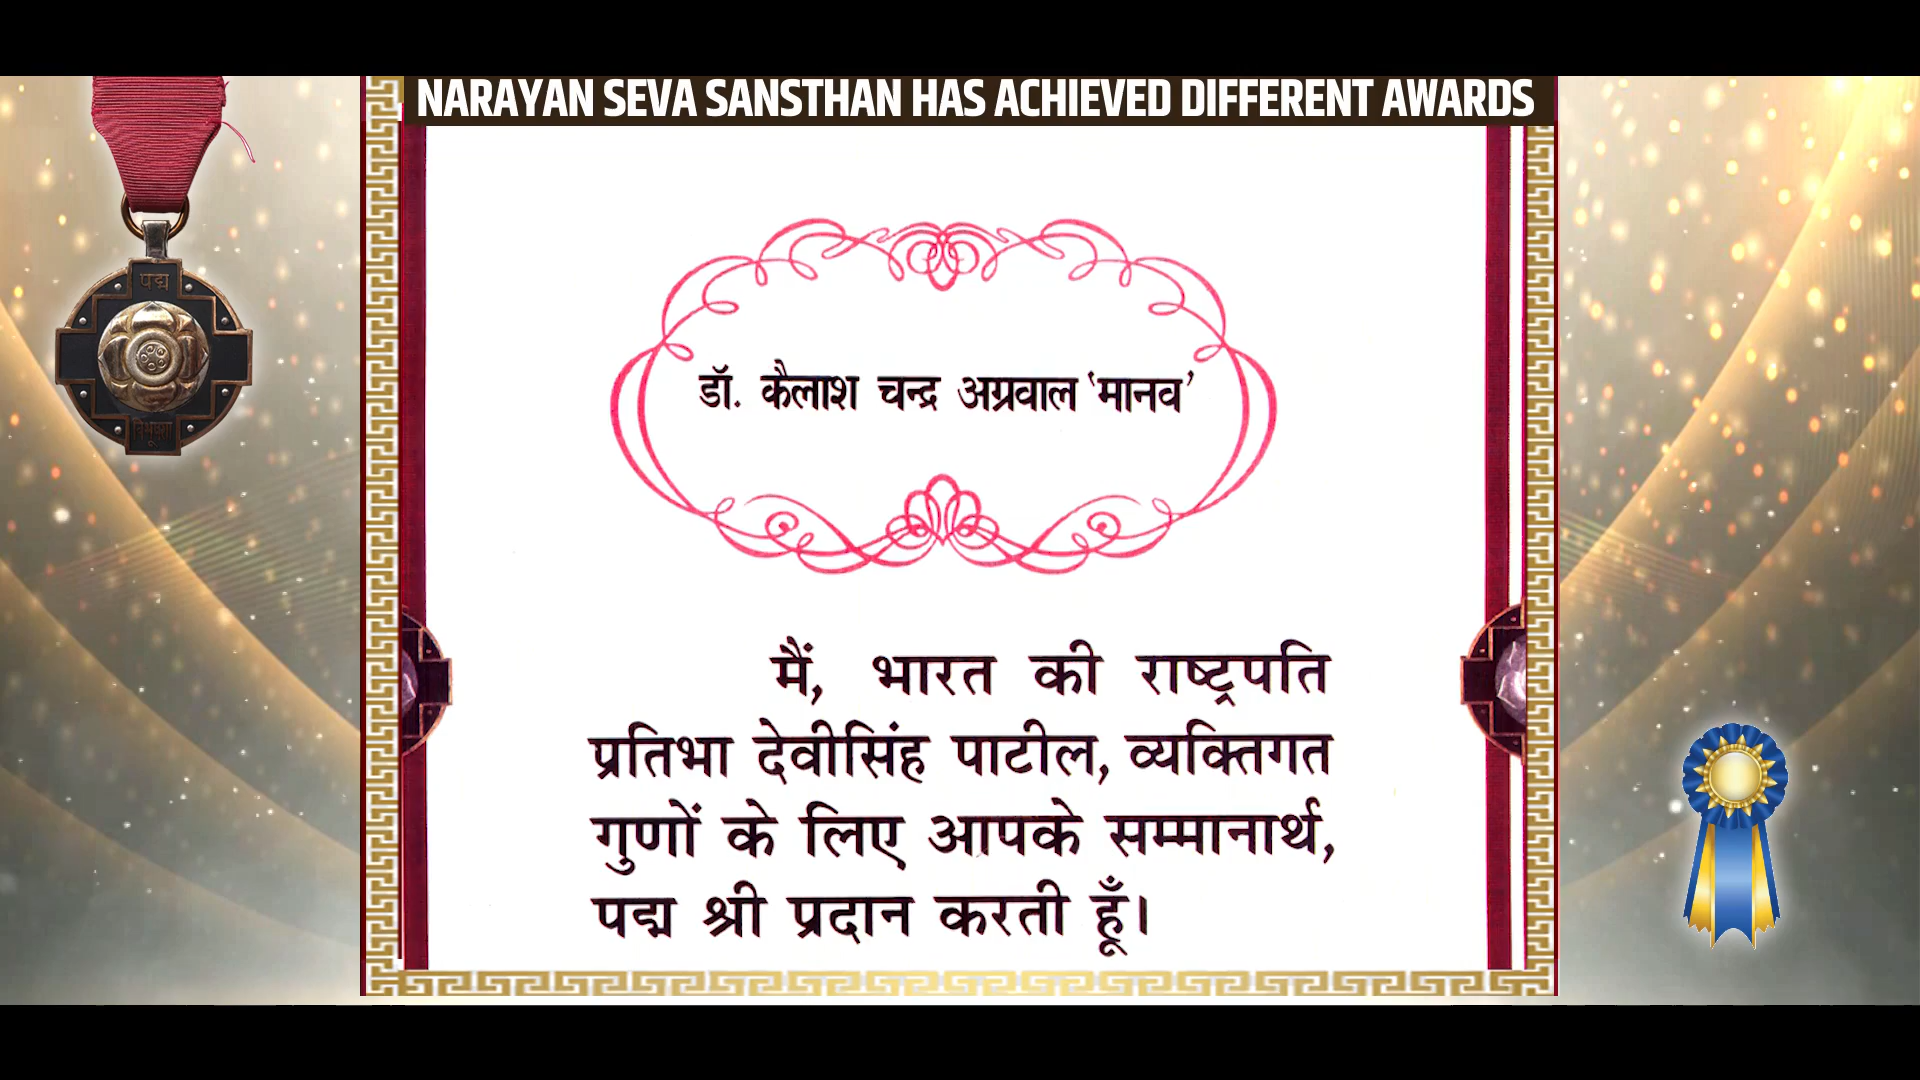 NARAYAN SEVA SANSTHAN HAS ACHIEVED DIFFERENT AWARDS
पद्म
डॉ. कैलाश चन्द्र अग्रवाल 'मानव'
मैं, भारत की राष्ट्रपति
प्रतिभा देवीसिंह पाटील, व्यक्तिगत
गुणों के लिए आपके सम्मानार्थ,
पद्म श्री प्रदान करती हूँ।